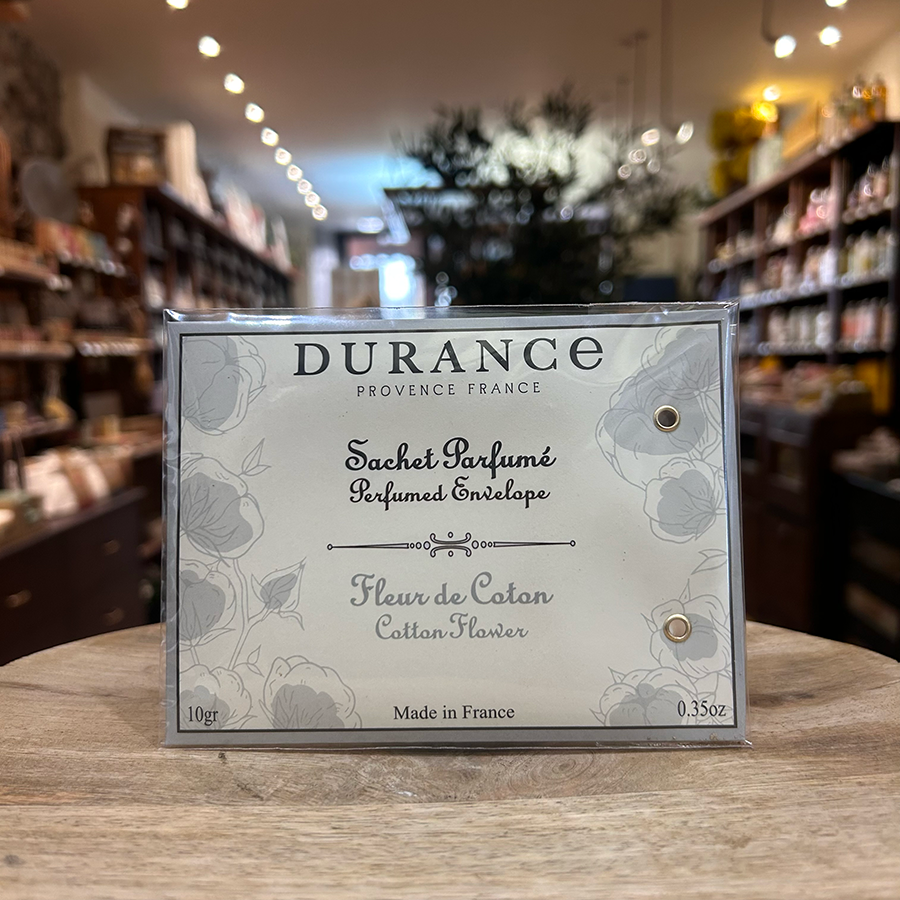 DURANCe
PROVENCE FRANCE
Sachet Parfumé
Perfumed Envelope
Fleur de Coton
Cotton Flower
10gr Made in France 0.35oz